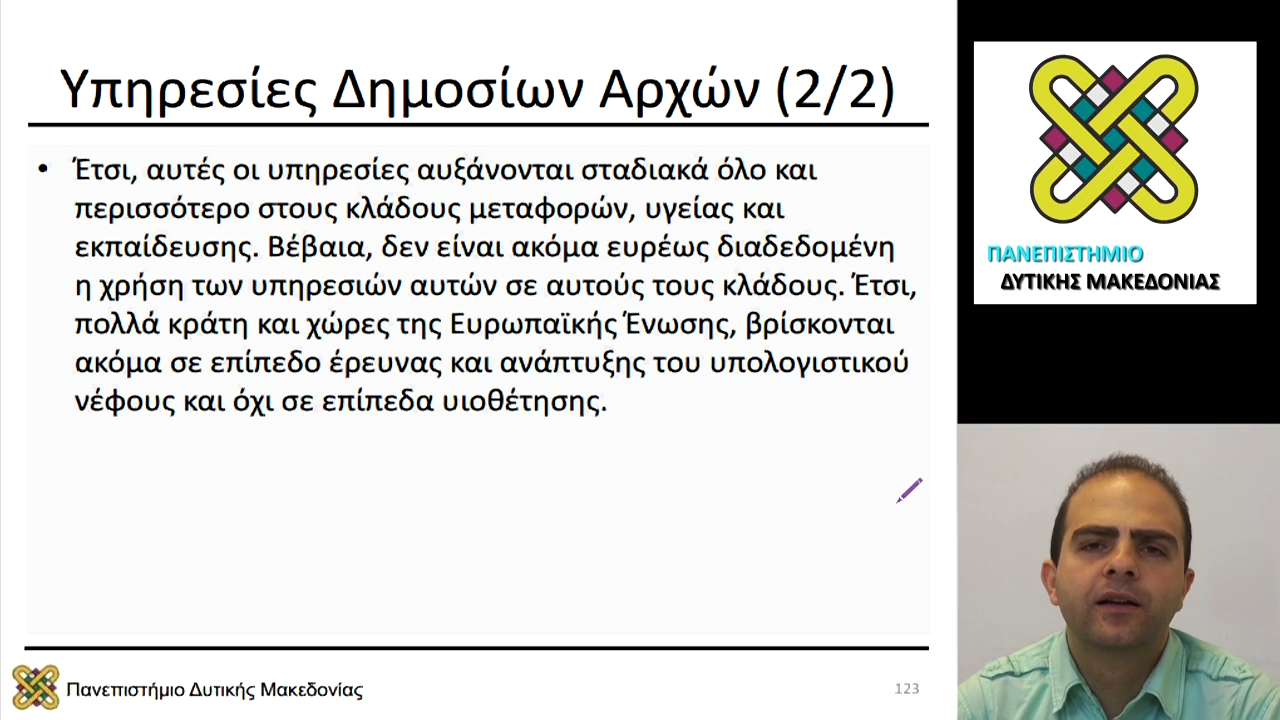 Υπηρεσίες Δημοσίων Αρχών (2/2)
• Έτσι, αυτές οι υπηρεσίες αυξάνονται σταδιακά όλο και
περισσότερο στους κλάδους μεταφορών, υγείας και
εκπαίδευσης. Βέβαια, δεν είναι ακόμα ευρέως διαδεδομένη
η χρήση των υπηρεσιών αυτών σε αυτούς τους κλάδους. Έτσι,
πολλά κράτη και χώρες της Ευρωπαϊκής Ένωσης, βρίσκονται
ακόμα σε επίπεδο έρευνας και ανάπτυξης του υπολογιστικού
νέφους και όχι σε επίπεδα υιοθέτησης.
Πανεπιστήμιο Δυτικής Μακεδονίας
123
ΠΑΝΕΠΙΣΤΗΜΙΟ
ΔΥΤΙΚΗΣ ΜΑΚΕΔΟΝΙΑΣ